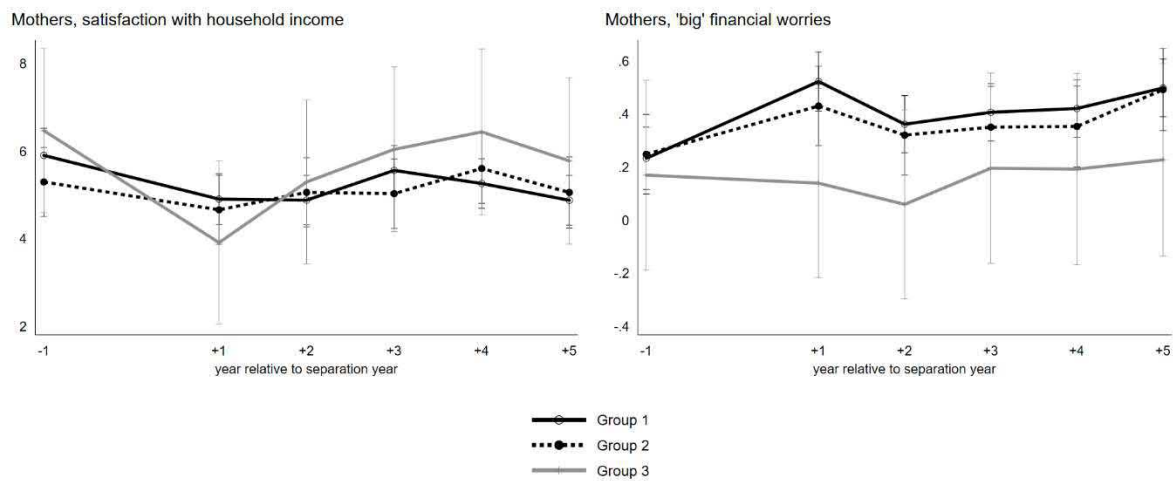 Mothers, satisfaction with household income
8
6
4
2
-1 +1 +2 +3 +4 +5
year relative to separation year
Mothers, 'big' financial worries
.6
.4
.2
0
-.2
-.4
-1 +1 +2 +3 +4 +5
year relative to separation year
Group 1
Group 2
Group 3